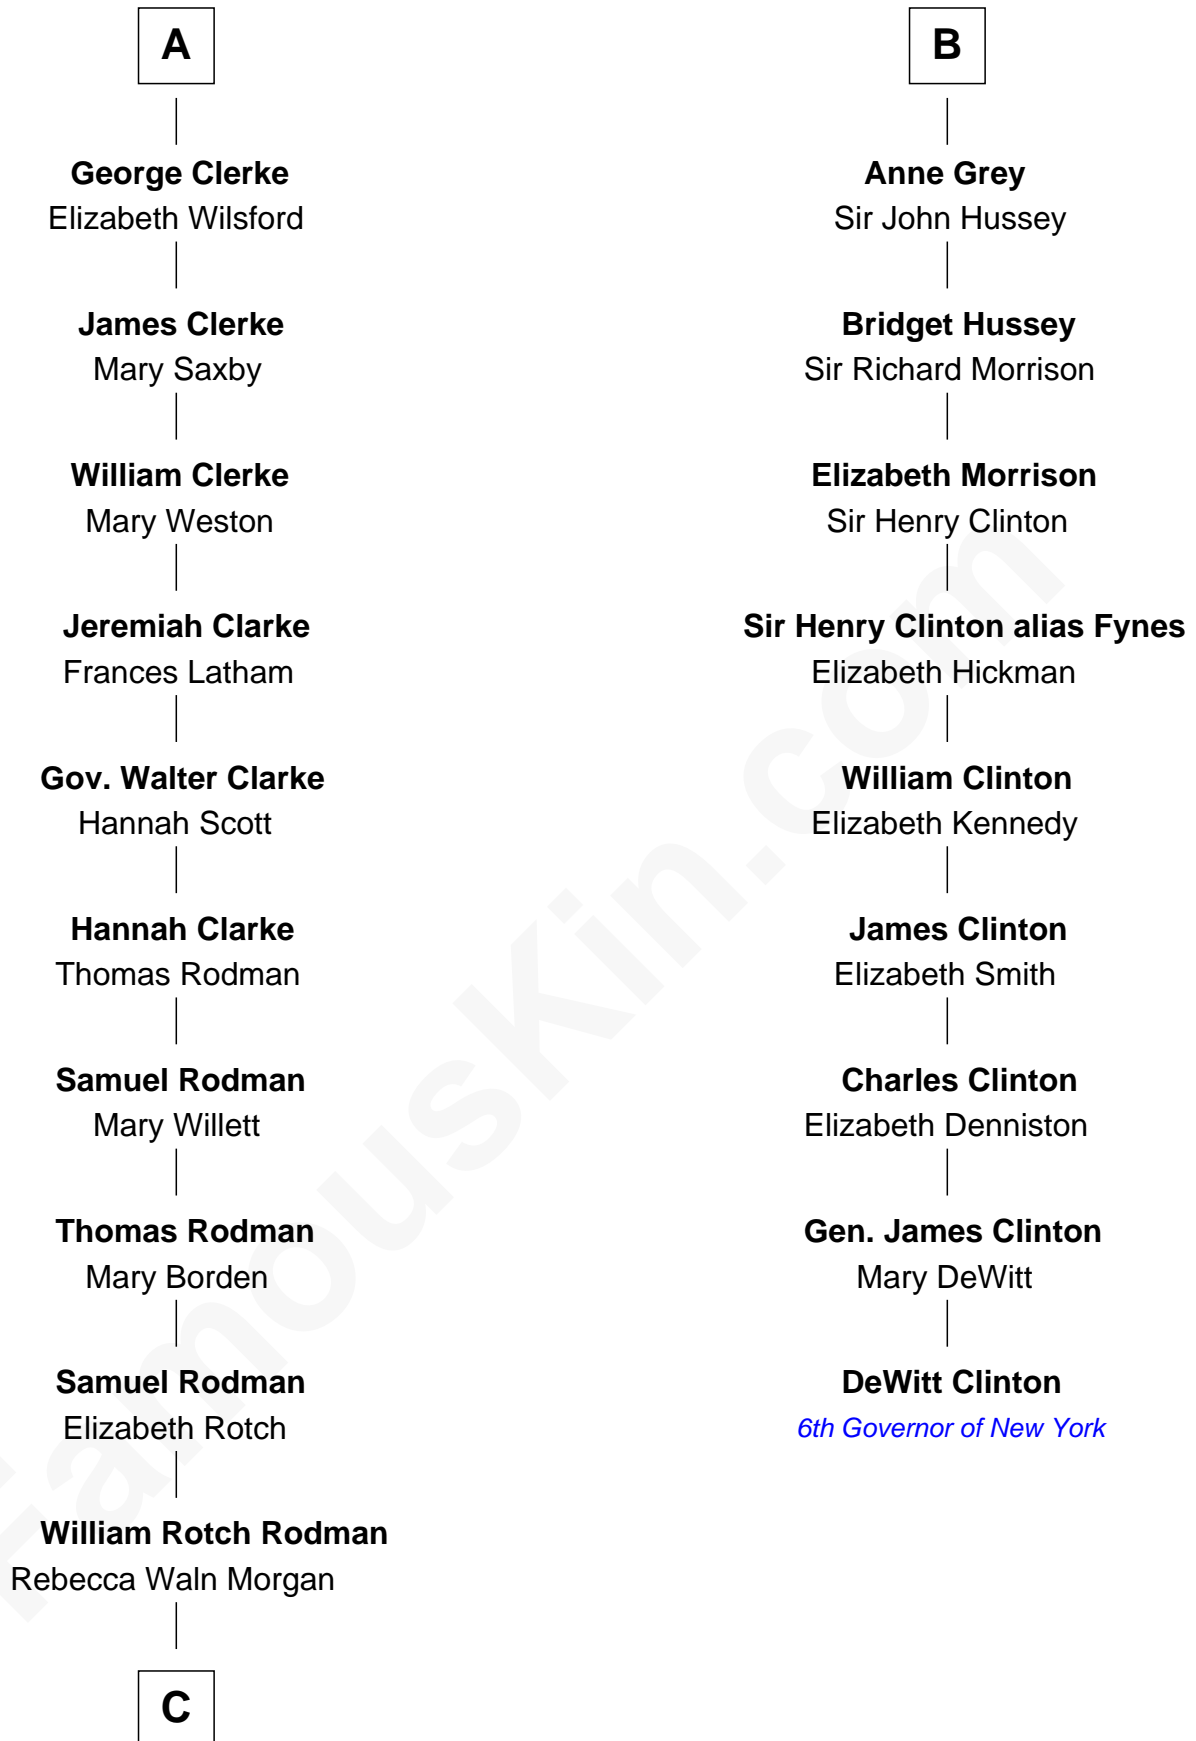 A
George Clerke
Elizabeth Wilsford
James Clerke
Mary Saxby
William Clerke
Mary Weston
Jeremiah Clarke
Frances Latham
Gov. Walter Clarke
Hannah Scott
Hannah Clarke
Thomas Rodman
Samuel Rodman
Mary Willett
Thomas Rodman
Mary Borden
Samuel Rodman
Elizabeth Rotch
William Rotch Rodman
Rebecca Waln Morgan
C
B
Anne Grey
Sir John Hussey
Bridget Hussey
Sir Richard Morrison
Elizabeth Morrison
Sir Henry Clinton
Sir Henry Clinton alias Fynes
Elizabeth Hickman
William Clinton
Elizabeth Kennedy
James Clinton
Elizabeth Smith
Charles Clinton
Elizabeth Denniston
Gen. James Clinton
Mary DeWitt
DeWitt Clinton
6th Governor of New York
FamousKin.com